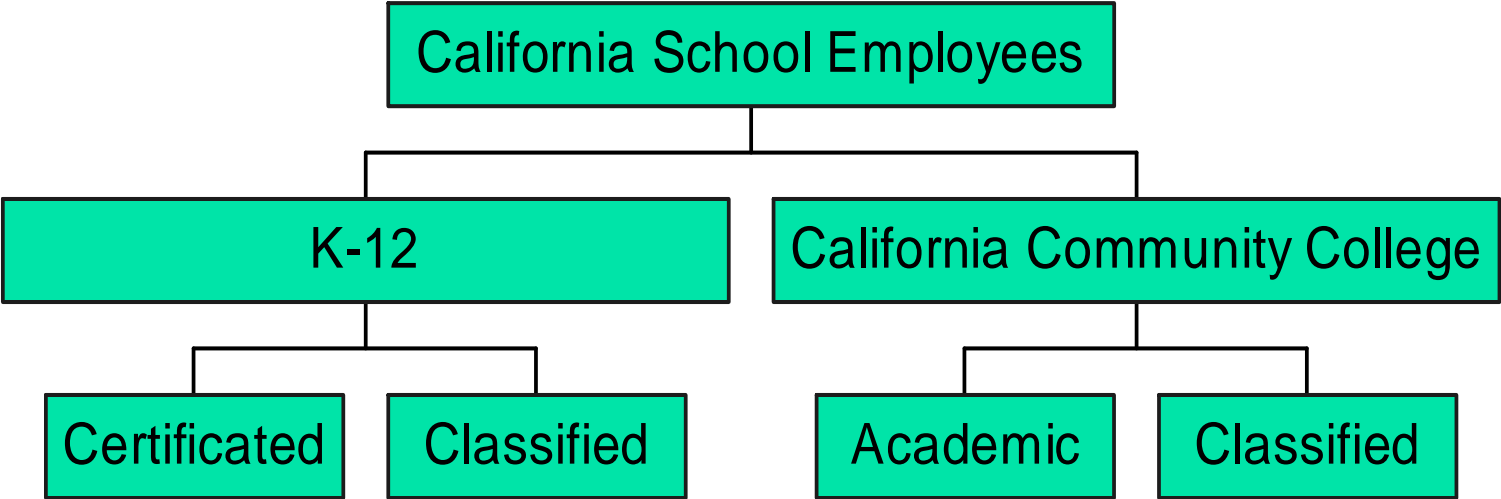 California School Employees
K-12
California Community College
Certificated
Classified
Academic
Classified